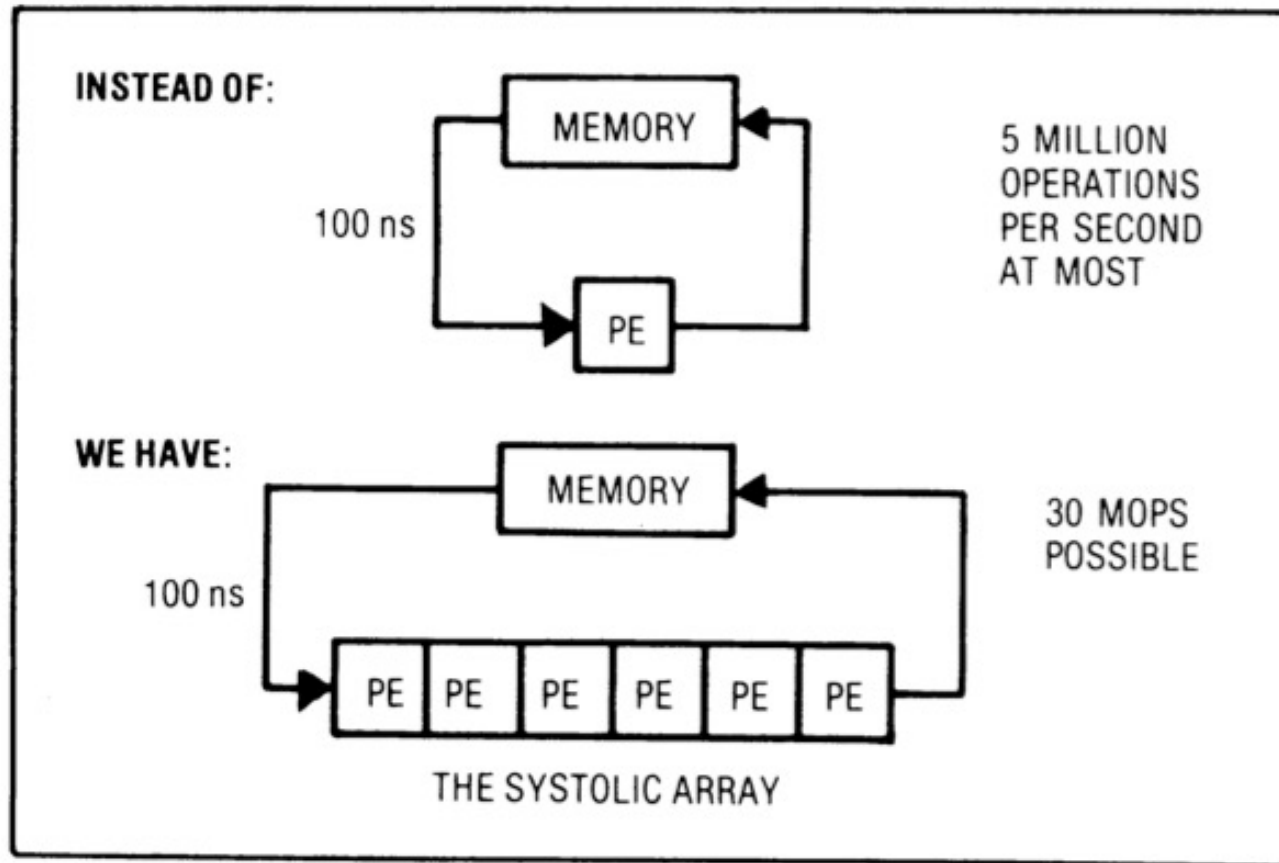 INSTEAD OF:
MEMORY
5 MILLION
OPERATIONS
PER SECOND
AT MOST
100 ns
PE
WE HAVE:
MEMORY
30 MOPS
POSSIBLE
100 ns
PE PE PE PE PE PE
THE SYSTOLIC ARRAY